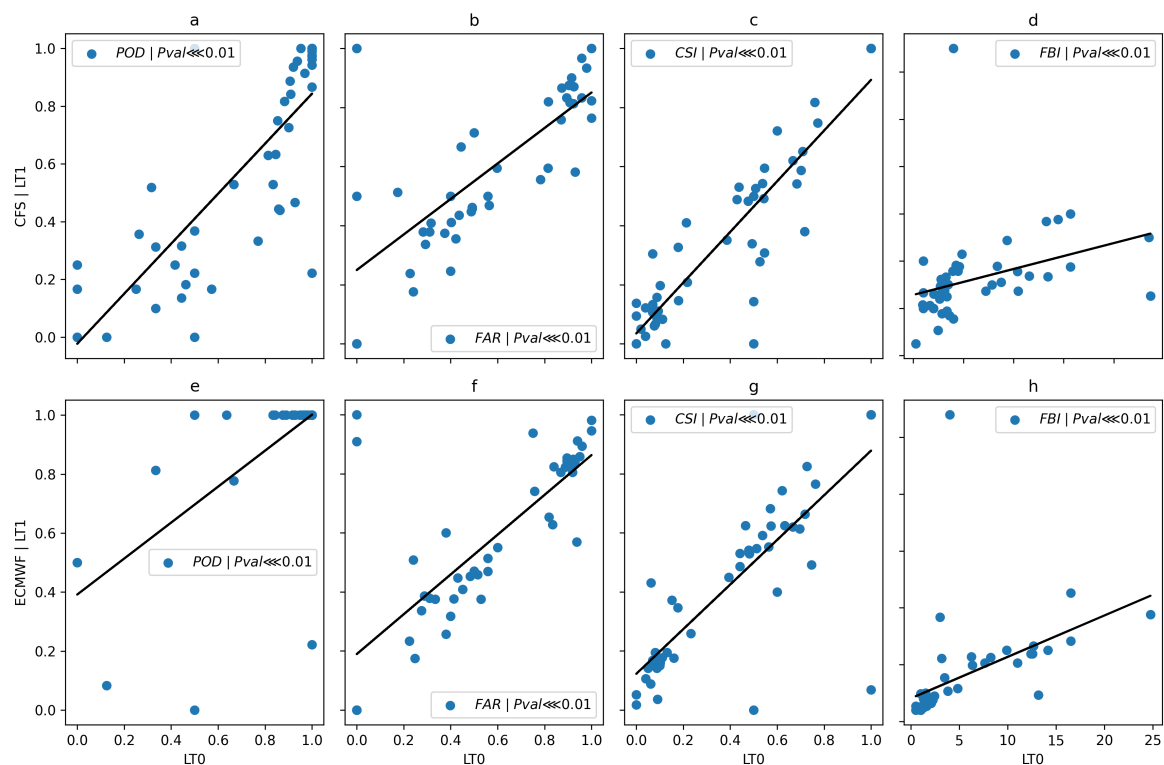 a
b
c
d
POD | Pval⋘0.01
CSI | Pval⋘0.01
FBI | Pval⋘0.01
FAR | Pval⋘0.01
CFS | LT1
1.0
0.8
0.6
0.4
0.2
0.0
e
f
g
h
CSI | Pval⋘0.01
FBI | Pval⋘0.01
POD | Pval⋘0.01
FAR | Pval⋘0.01
ECMWF | LT1
1.0
0.8
0.6
0.4
0.2
0.0
0.0 0.2 0.4 0.6 0.8 1.0
0.0 0.2 0.4 0.6 0.8 1.0
0.0 0.2 0.4 0.6 0.8 1.0
0 5 10 15 20 25
LT0
LT0
LT0
LT0